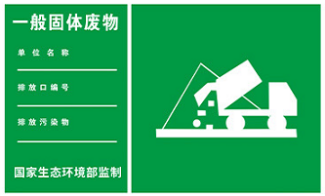 一般固体废物
单位名称
排放口编号
排放污染物
国家生态环境部监制